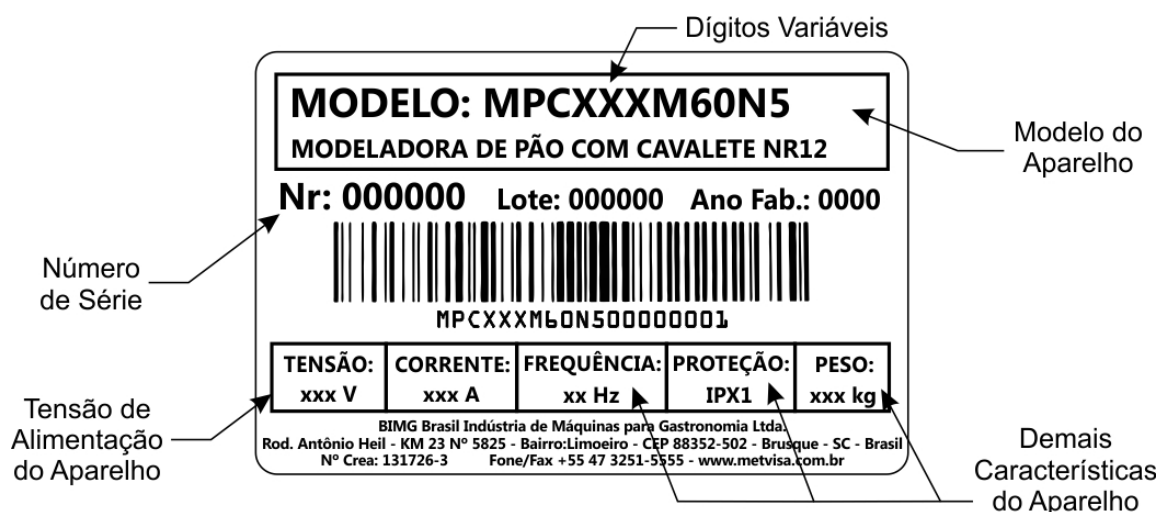 Dígitos Variáveis
MODELO: MPCXXXM60N5
MODELADORA DE PÃO COM CAVALETE NR12
Modelo do
Aparelho
Nr: 000000 Lote: 000000 Ano Fab.: 0000
Número
de Série
MPCXXXM60N500000001
TENSÃO: CORRENTE: FREQUÊNCIA: PROTEÇÃO: PESO:
xxx V xxx A xx Hz IPX1 xxx kg
Tensão de
Alimentação
do Aparelho
BIMG Brasil Indústria de Máquinas para Gastronomia Ltda.
Rod. Antônio Heil - KM 23 Nº 5825 - Bairro:Limoeiro - CEP 88352-502 - Brusque - SC - Brasil
Nº Crea: 131726-3 Fone/Fax +55 47 3251-5555 - www.metvisa.com.br
Demais
Características
do Aparelho